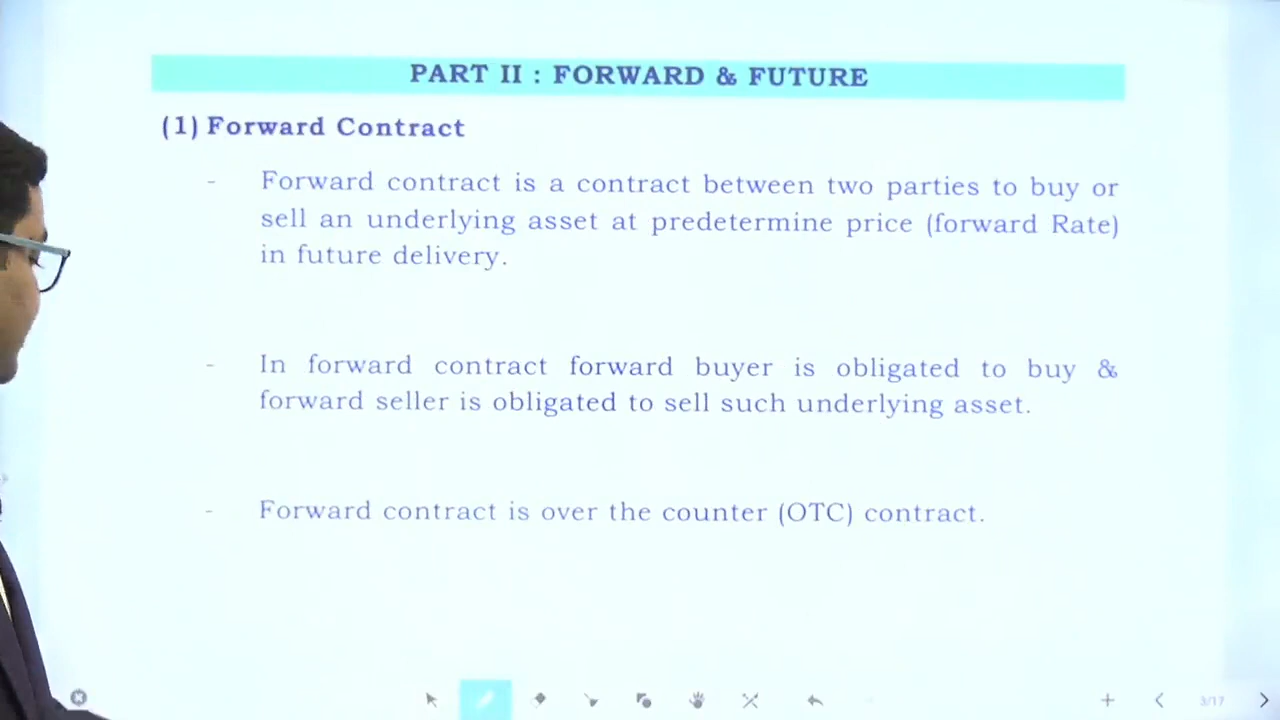 PART II : FORWARD & FUTURE
(1) Forward Contract
- Forward contract is a contract between two parties to buy or
sell an underlying asset at predetermine price (forward Rate)
in future delivery.
- In forward contract forward buyer is obligated to buy &
forward seller is obligated to sell such underlying asset.
- Forward contract is over the counter (OTC) contract.
3/17